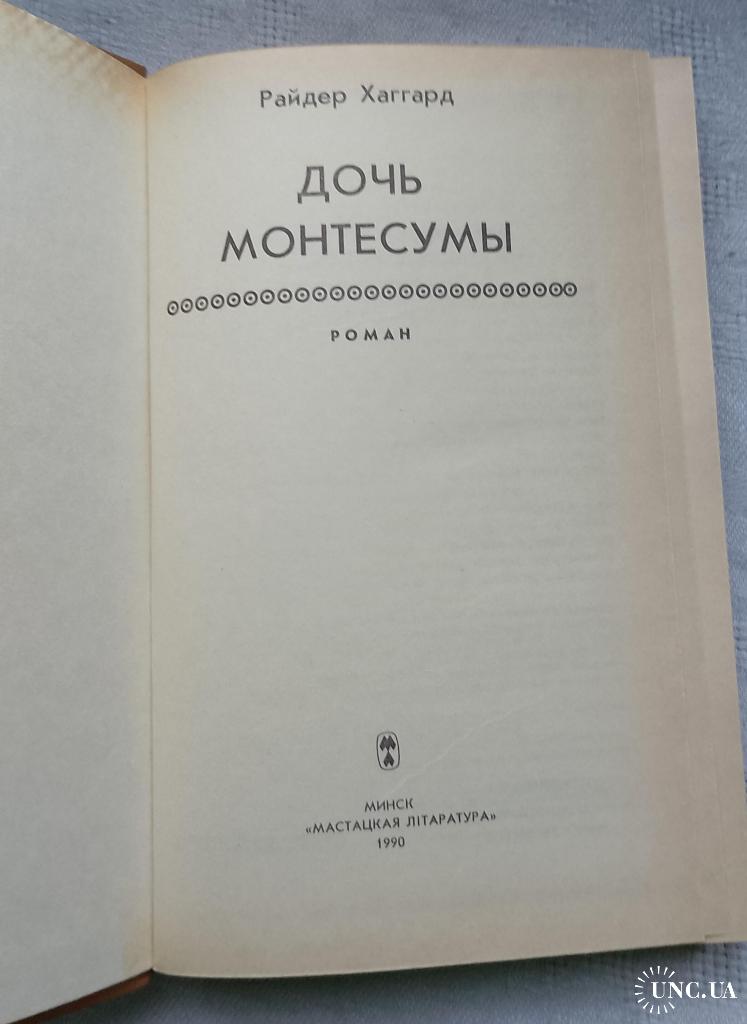 Райдер Хаггард
ДОЧЬ
МОНТЕСУМЫ
РОМАН
МИНСК
«МАСТАЦКАЯ ЛІТАРАТУРА»
1990
UNC.UA